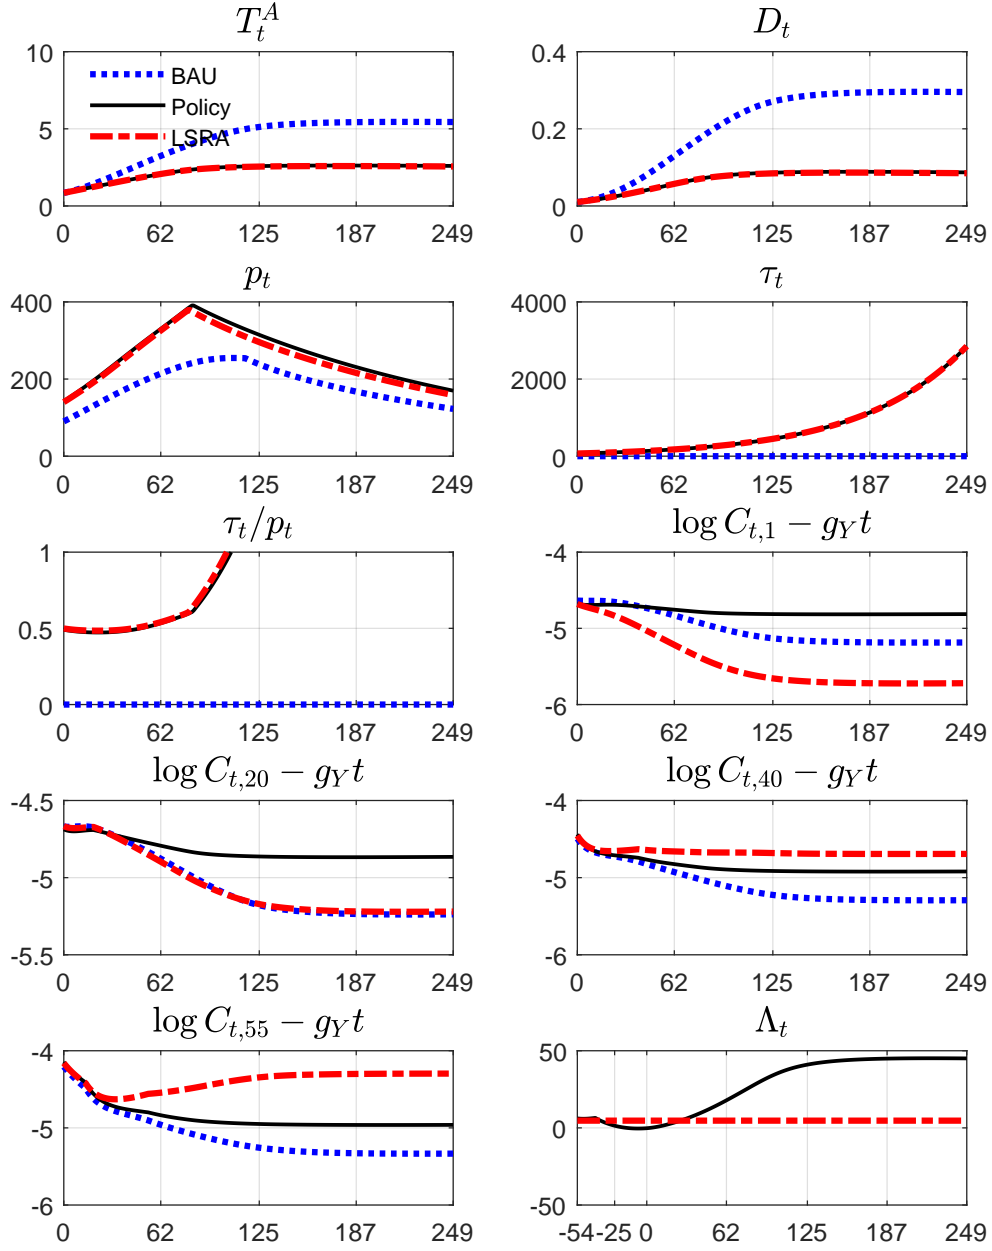 T_t^A
D_t
10
5
0
BAU
Policy
LSRA
0 62 125 187 249
0.4
0.2
0
0 62 125 187 249
p_t
τ_t
400
200
0
0 62 125 187 249
4000
2000
0
0 62 125 187 249
τ_t/p_t
log C_{t,1} − g_Y t
1
0.5
0
0 62 125 187 249
-4
-5
-6
0 62 125 187 249
log C_{t,20} − g_Y t
log C_{t,40} − g_Y t
-4.5
-5
-5.5
0 62 125 187 249
-4
-5
-6
0 62 125 187 249
log C_{t,55} − g_Y t
Λ_t
-4
-5
-6
0 62 125 187 249
50
0
-50
-54 -25 0 62 125 187 249